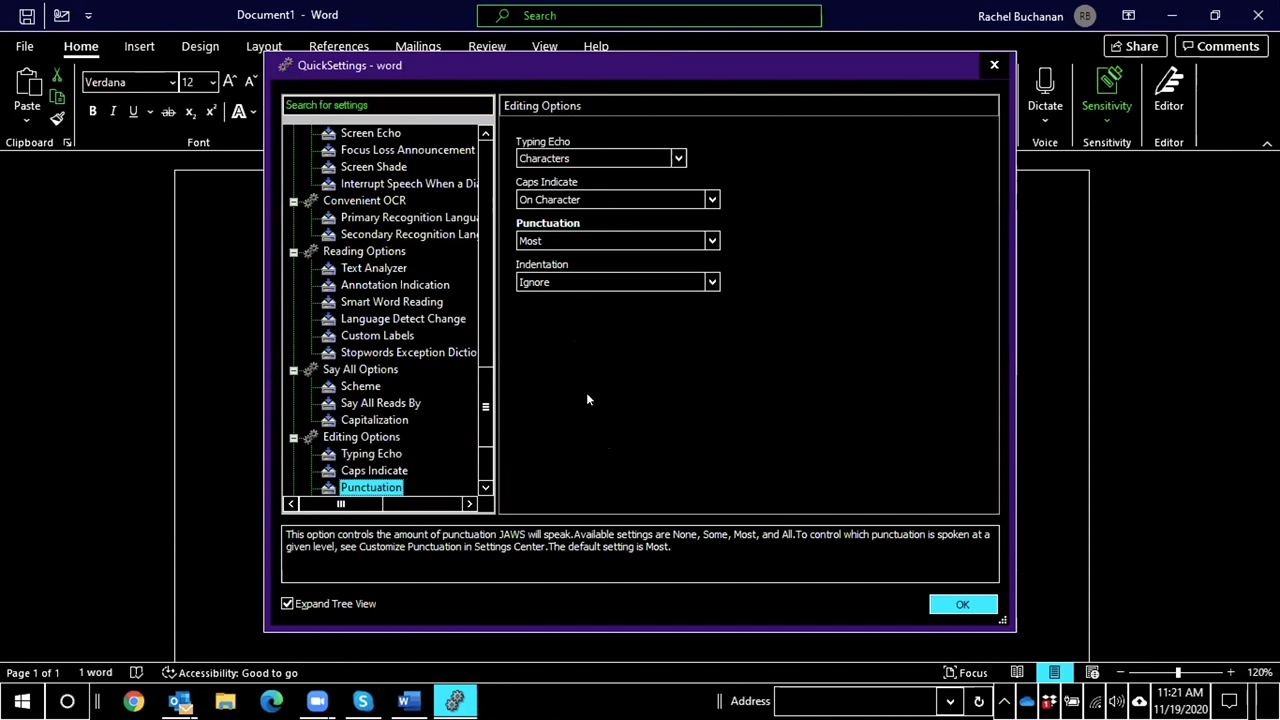 Document1 - Word
Search
Rachel Buchanan
RB
File
Home
Insert
Design
Layout
References
Mailings
Review
View
Help
Share
Comments
Paste
Clipboard
Verdana
12
Font
Dictate
Voice
Sensitivity
Sensitivity
Editor
Editor
QuickSettings - word
Search for settings
Screen Echo
Focus Loss Announcement
Screen Shade
Interrupt Speech When a Dia
Convenient OCR
Primary Recognition Langua
Secondary Recognition Lan
Reading Options
Text Analyzer
Annotation Indication
Smart Word Reading
Language Detect Change
Custom Labels
Stopwords Exception Dictio
Say All Options
Scheme
Say All Reads By
Capitalization
Editing Options
Typing Echo
Caps Indicate
Punctuation
Editing Options
Typing Echo
Characters
Caps Indicate
On Character
Punctuation
Most
Indentation
Ignore
This option controls the amount of punctuation JAWS will speak.Available settings are None, Some, Most, and All.To control which punctuation is spoken at a
given level, see Customize Punctuation in Settings Center.The default setting is Most.
Expand Tree View
OK
Page 1 of 1
1 word
Accessibility: Good to go
Focus
120%
Address
11:21 AM
11/19/2020